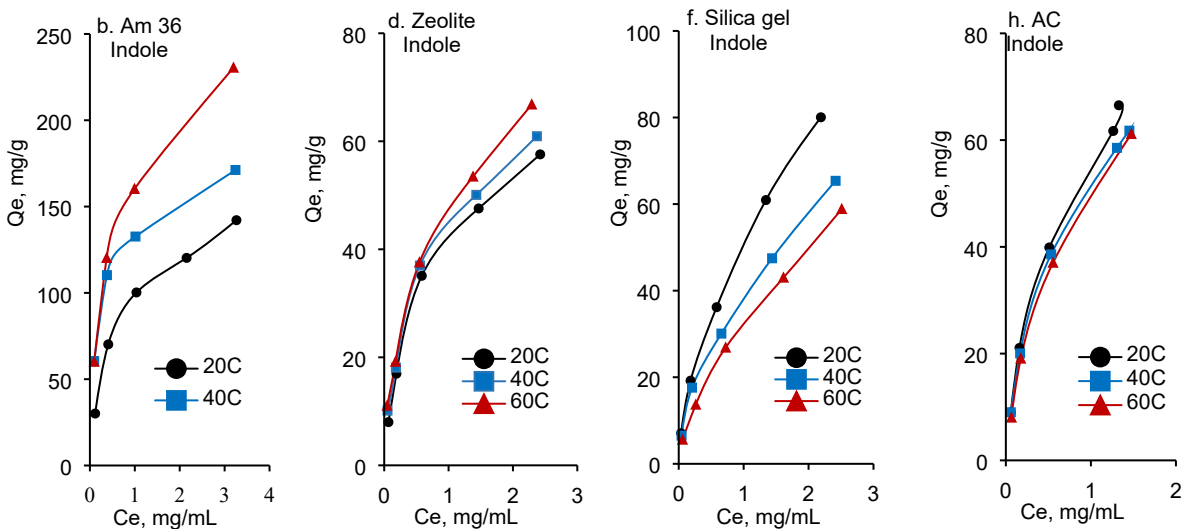 b. Am 36
Indole
250
200
150
100
50
0
0 1 2 3 4
Qe, mg/g
Ce, mg/mL
20C
40C
d. Zeolite
Indole
80
60
40
20
0
0 1 2 3
Qe, mg/g
Ce, mg/mL
20C
40C
60C
f. Silica gel
Indole
100
80
60
40
20
0
0 1 2 3
Qe, mg/g
Ce, mg/mL
20C
40C
60C
h. AC
Indole
80
60
40
20
0
0 1 2
Qe, mg/g
Ce, mg/mL
20C
40C
60C